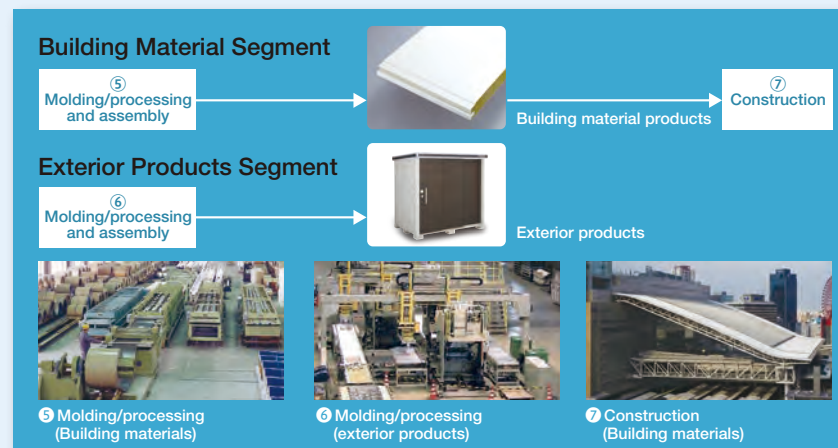 Building Material Segment
⑤
Molding/processing
and assembly
Building material products
⑦
Construction
Exterior Products Segment
⑥
Molding/processing
and assembly
Exterior products
❺ Molding/processing
(Building materials)
❻ Molding/processing
(exterior products)
❼ Construction
(Building materials)